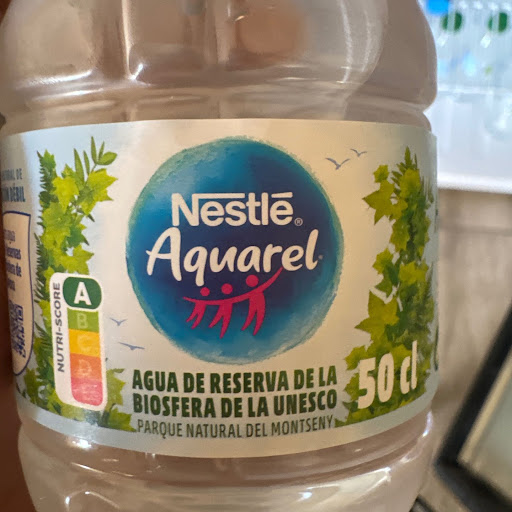 Nestlé®
Aquarel
NUTRI-SCORE
A
B
C
D
E
AGUA DE RESERVA DE LA
BIOSFERA DE LA UNESCO
PARQUE NATURAL DEL MONTSENY
50 cl